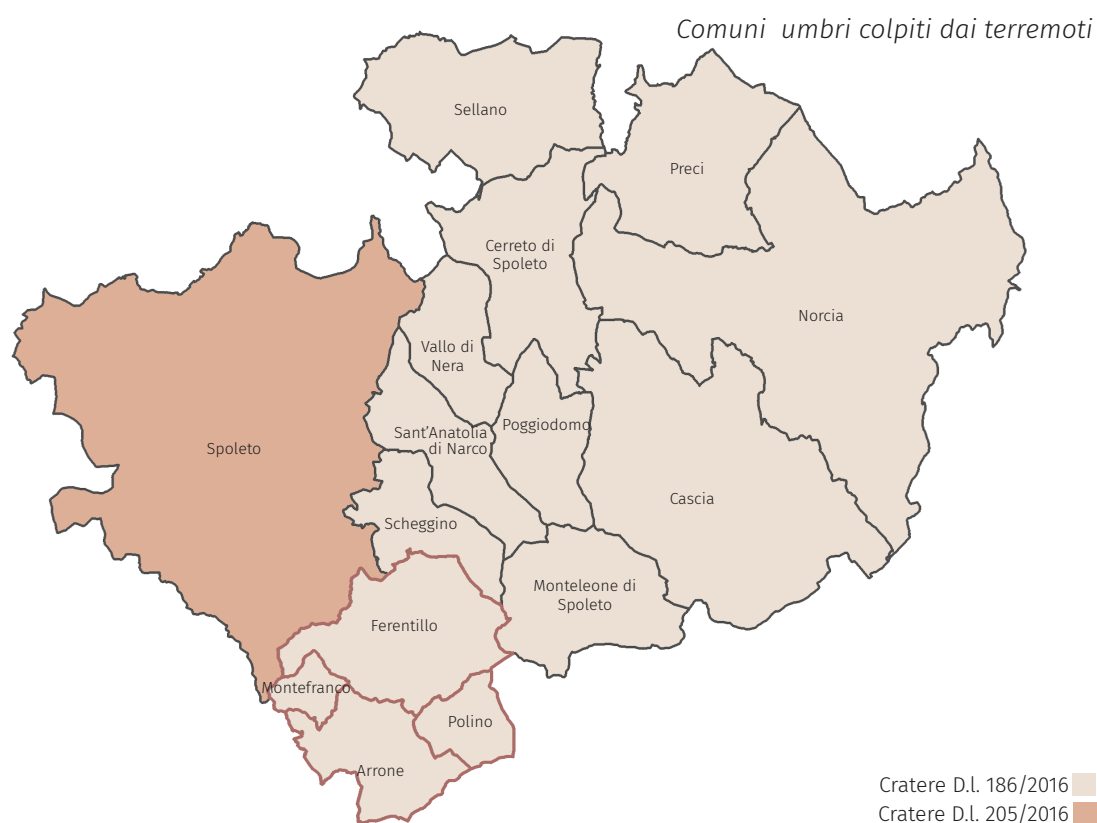 Comuni umbri colpiti dai terremoti
Sellano
Preci
Cerreto di
Spoleto
Norcia
Vallo di
Nera
Poggiodomo
Sant'Anatolia
di Narco
Spoleto
Cascia
Scheggino
Monteleone di
Spoleto
Ferentillo
Montefranco
Polino
Arrone
Cratere D.l. 186/2016
Cratere D.l. 205/2016